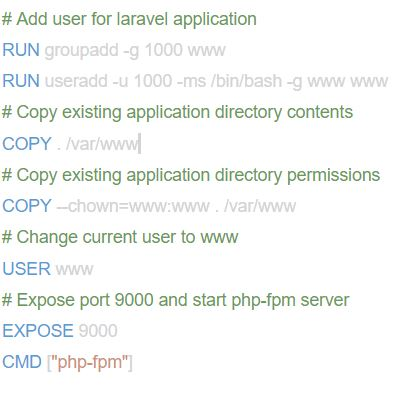 # Add user for laravel application
RUN groupadd -g 1000 www
RUN useradd -u 1000 -ms /bin/bash -g www www
# Copy existing application directory contents
COPY . /var/www
# Copy existing application directory permissions
COPY --chown=www:www . /var/www
# Change current user to www
USER www
# Expose port 9000 and start php-fpm server
EXPOSE 9000
CMD ["php-fpm"]